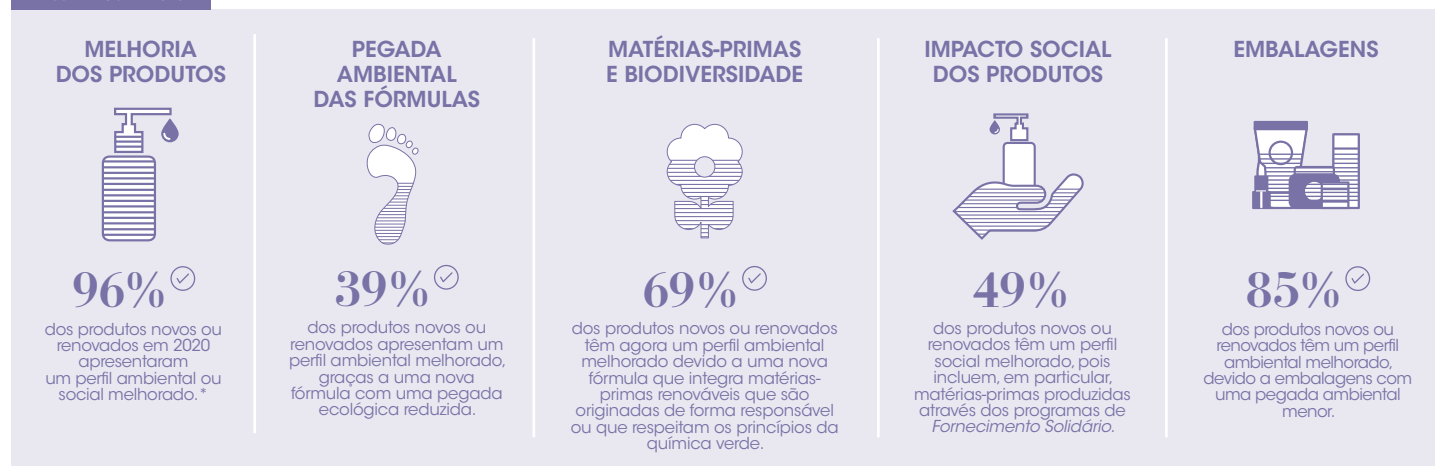 MELHORIA
DOS PRODUTOS
96%
dos produtos novos ou
renovados em 2020
apresentaram
um perfil ambiental ou
social melhorado.*
PEGADA
AMBIENTAL
DAS FÓRMULAS
39%
dos produtos novos ou
renovados apresentam um
perfil ambiental melhorado,
graças a uma nova
fórmula com uma pegada
ecológica reduzida.
MATÉRIAS-PRIMAS
E BIODIVERSIDADE
69%
dos produtos novos ou renovados
têm agora um perfil ambiental
melhorado devido a uma nova
fórmula que integra matérias-
primas renováveis que são
originadas de forma responsável
ou que respeitam os princípios da
química verde.
IMPACTO SOCIAL
DOS PRODUTOS
49%
dos produtos novos ou
renovados têm um perfil
social melhorado, pois
incluem, em particular,
matérias-primas produzidas
através dos programas de
Fornecimento Solidário.
EMBALAGENS
85%
dos produtos novos ou
renovados têm um perfil
ambiental melhorado,
devido a embalagens com
uma pegada ambiental
menor.